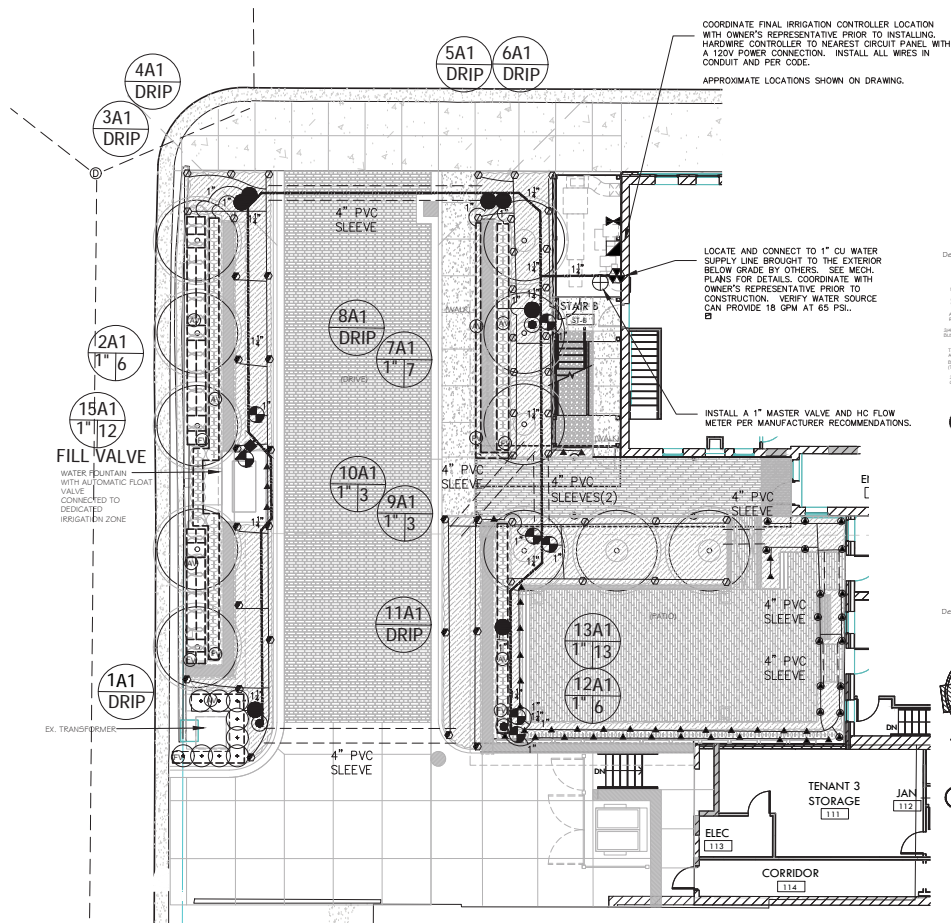 COORDINATE FINAL IRRIGATION CONTROLLER LOCATION
WITH OWNER'S REPRESENTATIVE PRIOR TO INSTALLING.
HARDWIRE CONTROLLER TO NEAREST CIRCUIT PANEL WITH
A 120V POWER CONNECTION. INSTALL ALL WIRES IN
CONDUIT AND PER CODE.
APPROXIMATE LOCATIONS SHOWN ON DRAWING.
4A1
DRIP
3A1
DRIP
5A1
DRIP
6A1
DRIP
D
4" PVC
SLEEVE
LOCATE AND CONNECT TO 1" CU WATER
SUPPLY LINE BROUGHT TO THE EXTERIOR
BELOW GRADE BY OTHERS. SEE MECH.
PLANS FOR DETAILS. COORDINATE WITH
OWNER'S REPRESENTATIVE PRIOR TO
CONSTRUCTION. VERIFY WATER SOURCE
CAN PROVIDE 18 GPM AT 65 PSI..
STAIR B
ST-B
(WALK)
8A1
DRIP
7A1
1" 7
(DRIVE)
2A1
1" 6
15A1
1" 12
FILL VALVE
WATER FOUNTAIN
WITH AUTOMATIC FLOAT
VALVE
CONNECTED TO
DEDICATED
IRRIGATION ZONE
INSTALL A 1" MASTER VALVE AND HC FLOW
METER PER MANUFACTURER RECOMMENDATIONS.
(WALK)
10A1
1" 3
9A1
1" 3
4" PVC
SLEEVE
4" PVC
SLEEVES(2)
4" PVC
SLEEVE
11A1
DRIP
(PATIO)
13A1
1" 13
12A1
1" 6
4" PVC
SLEEVE
4" PVC
SLEEVE
1A1
DRIP
EX. TRANSFORMER
4" PVC
SLEEVE
DN
DN
TENANT 3
STORAGE
111
JAN
112
ELEC
113
CORRIDOR
114